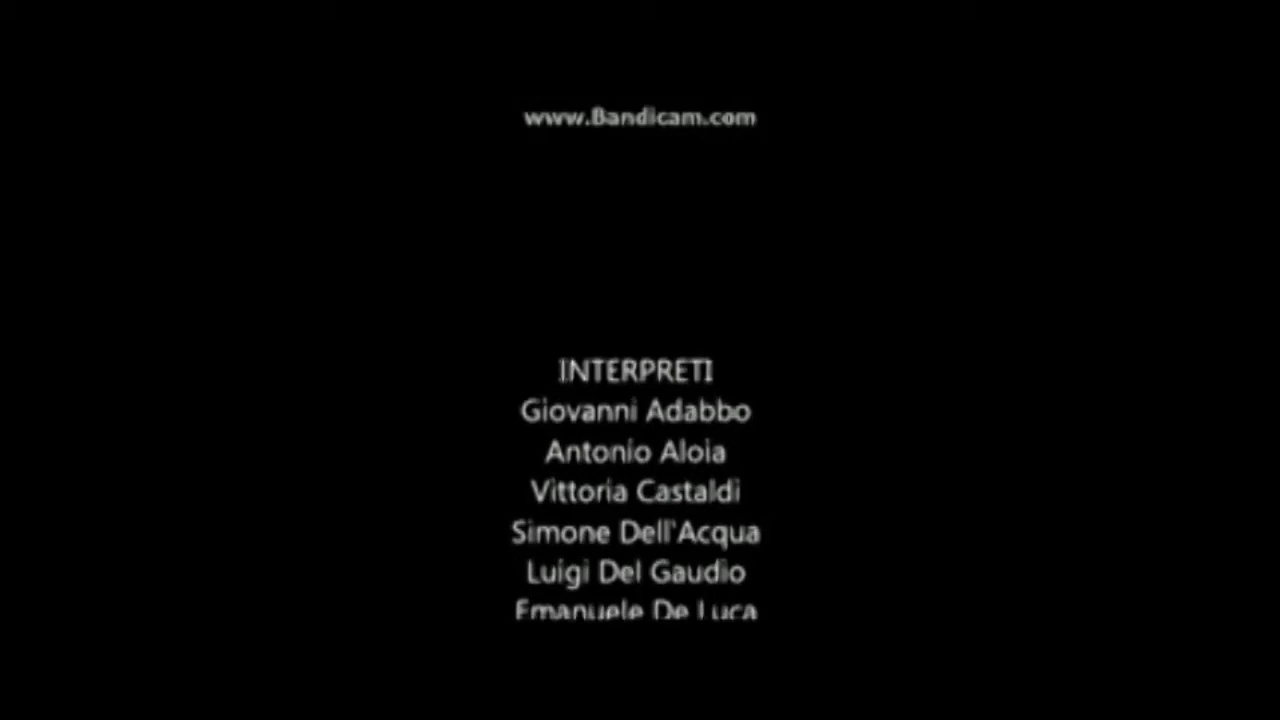 www.Bandicam.com
INTERPRETI
Giovanni Adabbo
Antonio Aloia
Vittoria Castaldi
Simone Dell'Acqua
Luigi Del Gaudio
Emanuele De Luca